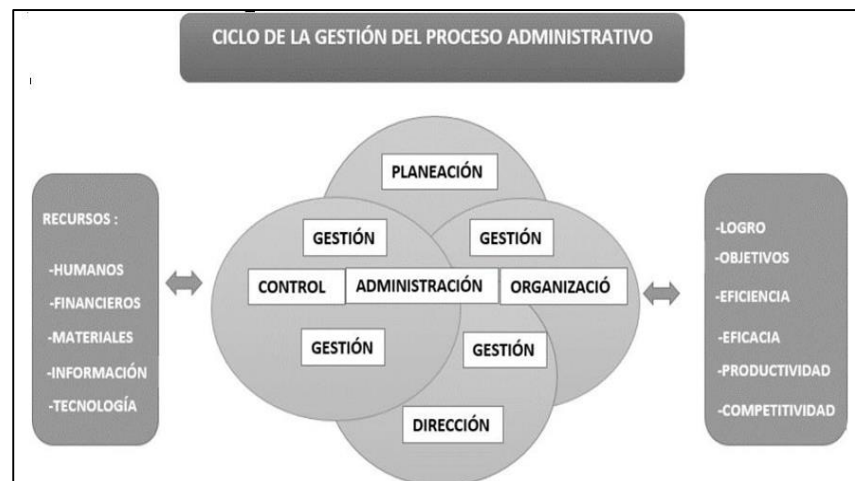 CICLO DE LA GESTIÓN DEL PROCESO ADMINISTRATIVO
RECURSOS :
-HUMANOS
-FINANCIEROS
-MATERIALES
-INFORMACIÓN
-TECNOLOGÍA
PLANEACIÓN
GESTIÓN GESTIÓN
CONTROL ADMINISTRACIÓN ORGANIZACIÓ
GESTIÓN GESTIÓN
DIRECCIÓN
-LOGRO
-OBJETIVOS
-EFICIENCIA
-EFICACIA
-PRODUCTIVIDAD
-COMPETITIVIDAD